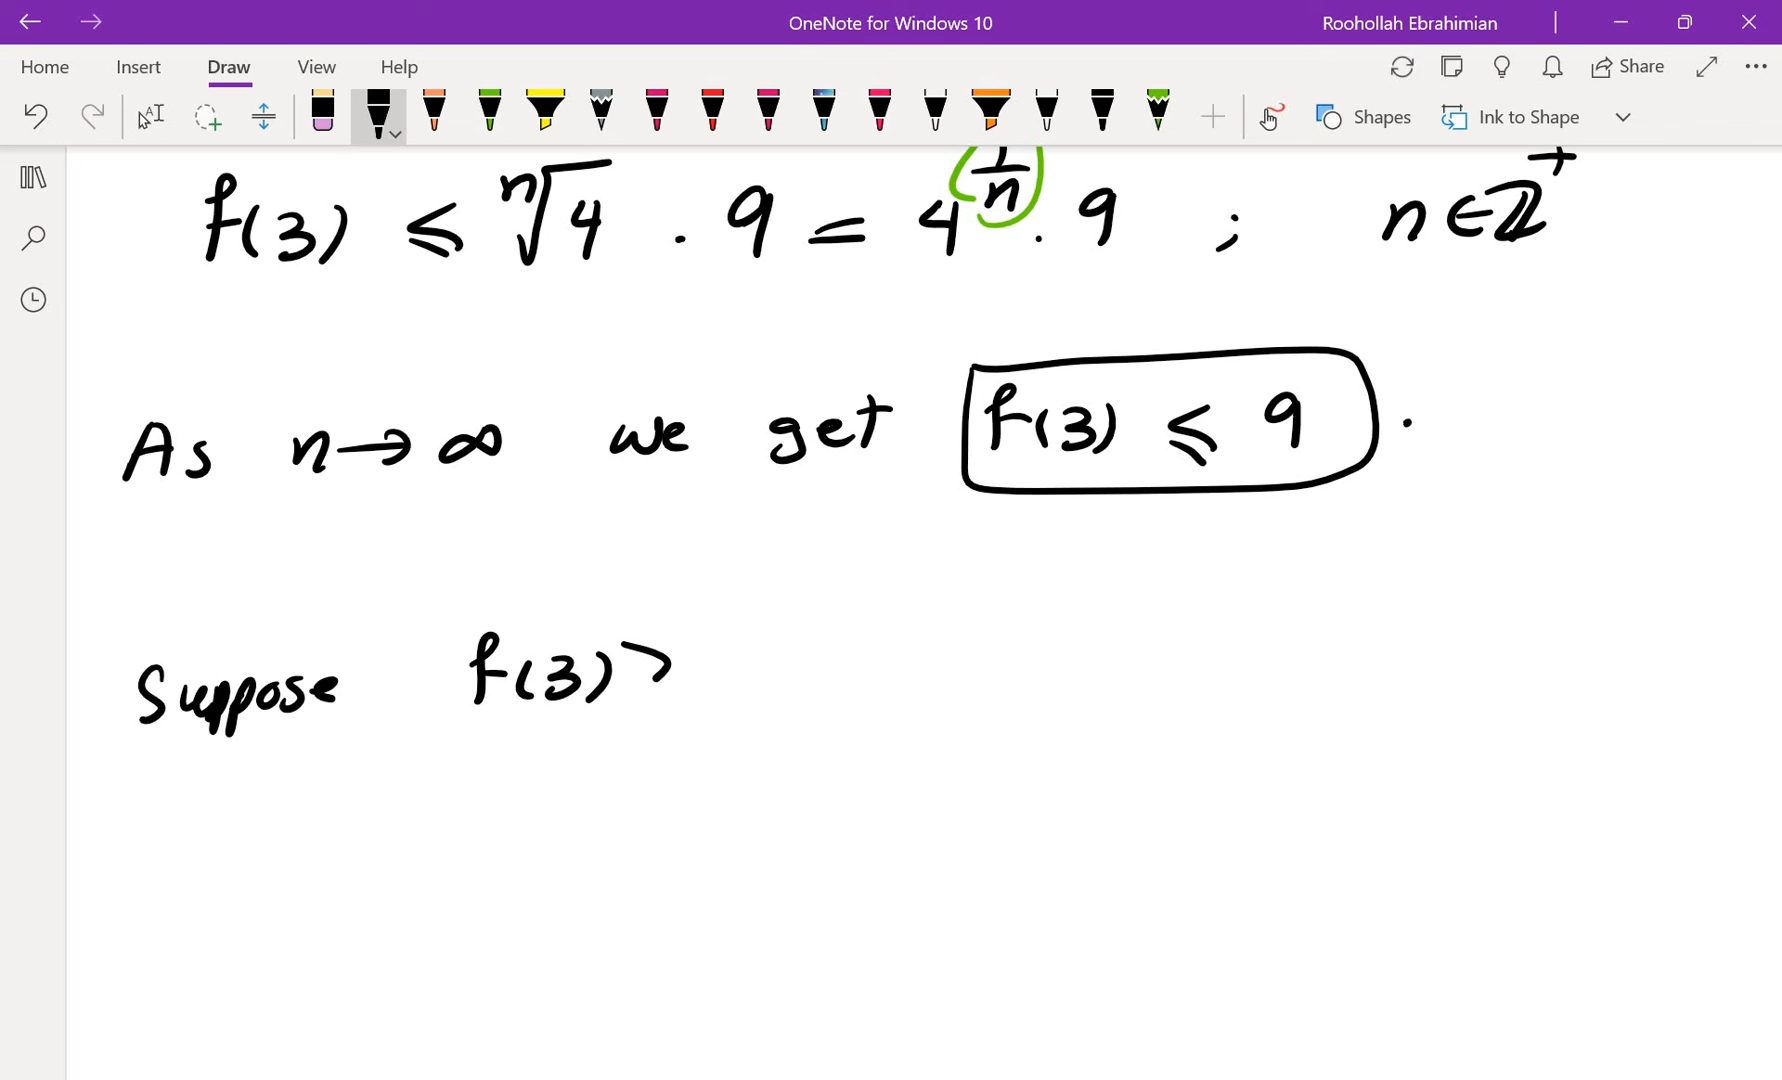 OneNote for Windows 10
Roohollah Ebrahimian
Home Insert Draw View Help
Share
Shapes
Ink to Shape
f(3) ⩽ ⁿ√4 · 9 = 4^(1/n) · 9 ; n ∈ ℤ⁺
As n → ∞ we get f(3) ⩽ 9 .
Suppose f(3) >